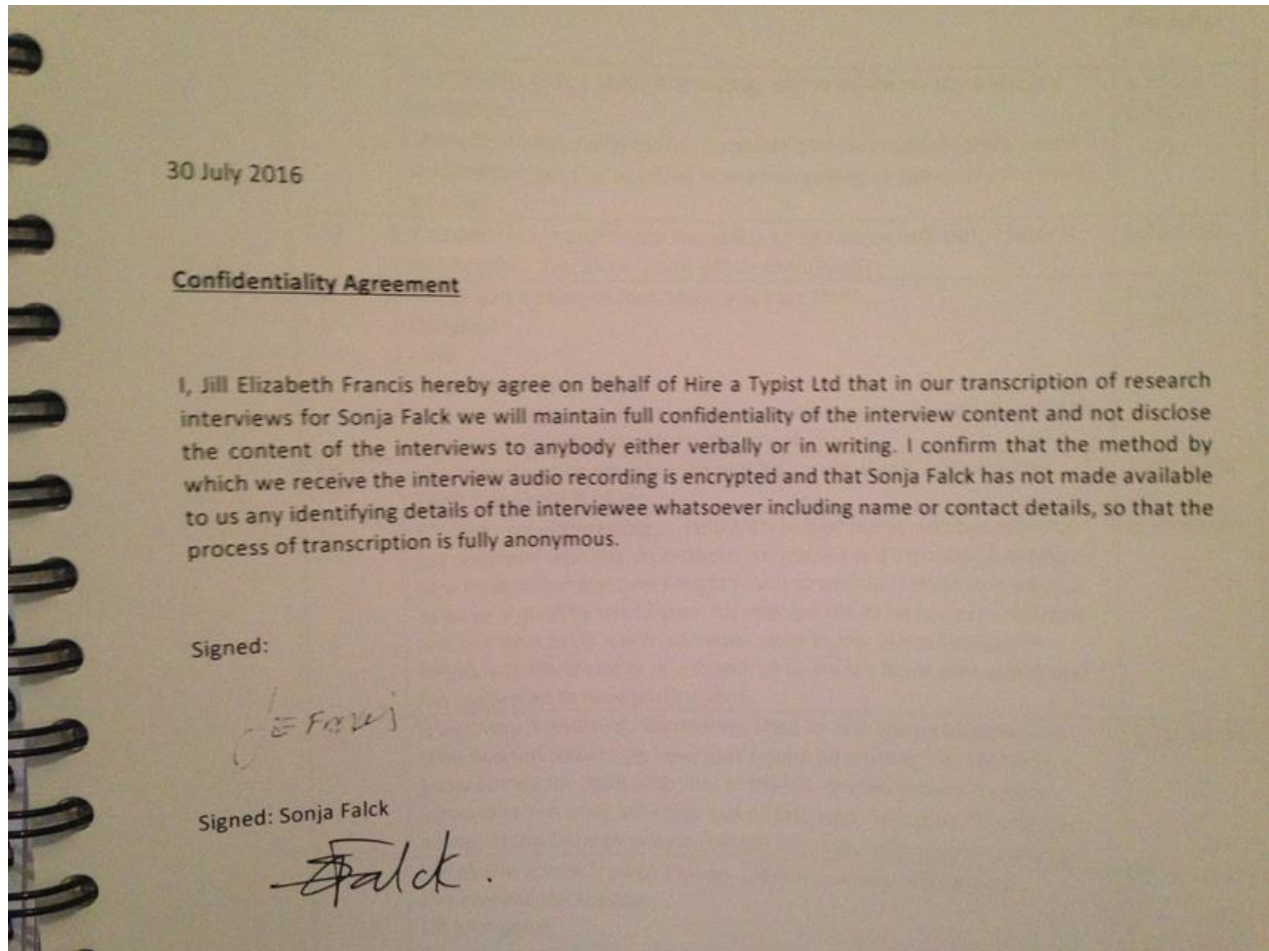 30 July 2016
Confidentiality Agreement
I, Jill Elizabeth Francis hereby agree on behalf of Hire a Typist Ltd that in our transcription of research
interviews for Sonja Falck we will maintain full confidentiality of the interview content and not disclose
the content of the interviews to anybody either verbally or in writing. I confirm that the method by
which we receive the interview audio recording is encrypted and that Sonja Falck has not made available
to us any identifying details of the interviewee whatsoever including name or contact details, so that the
process of transcription is fully anonymous.
Signed:
Signed: Sonja Falck
Falck.